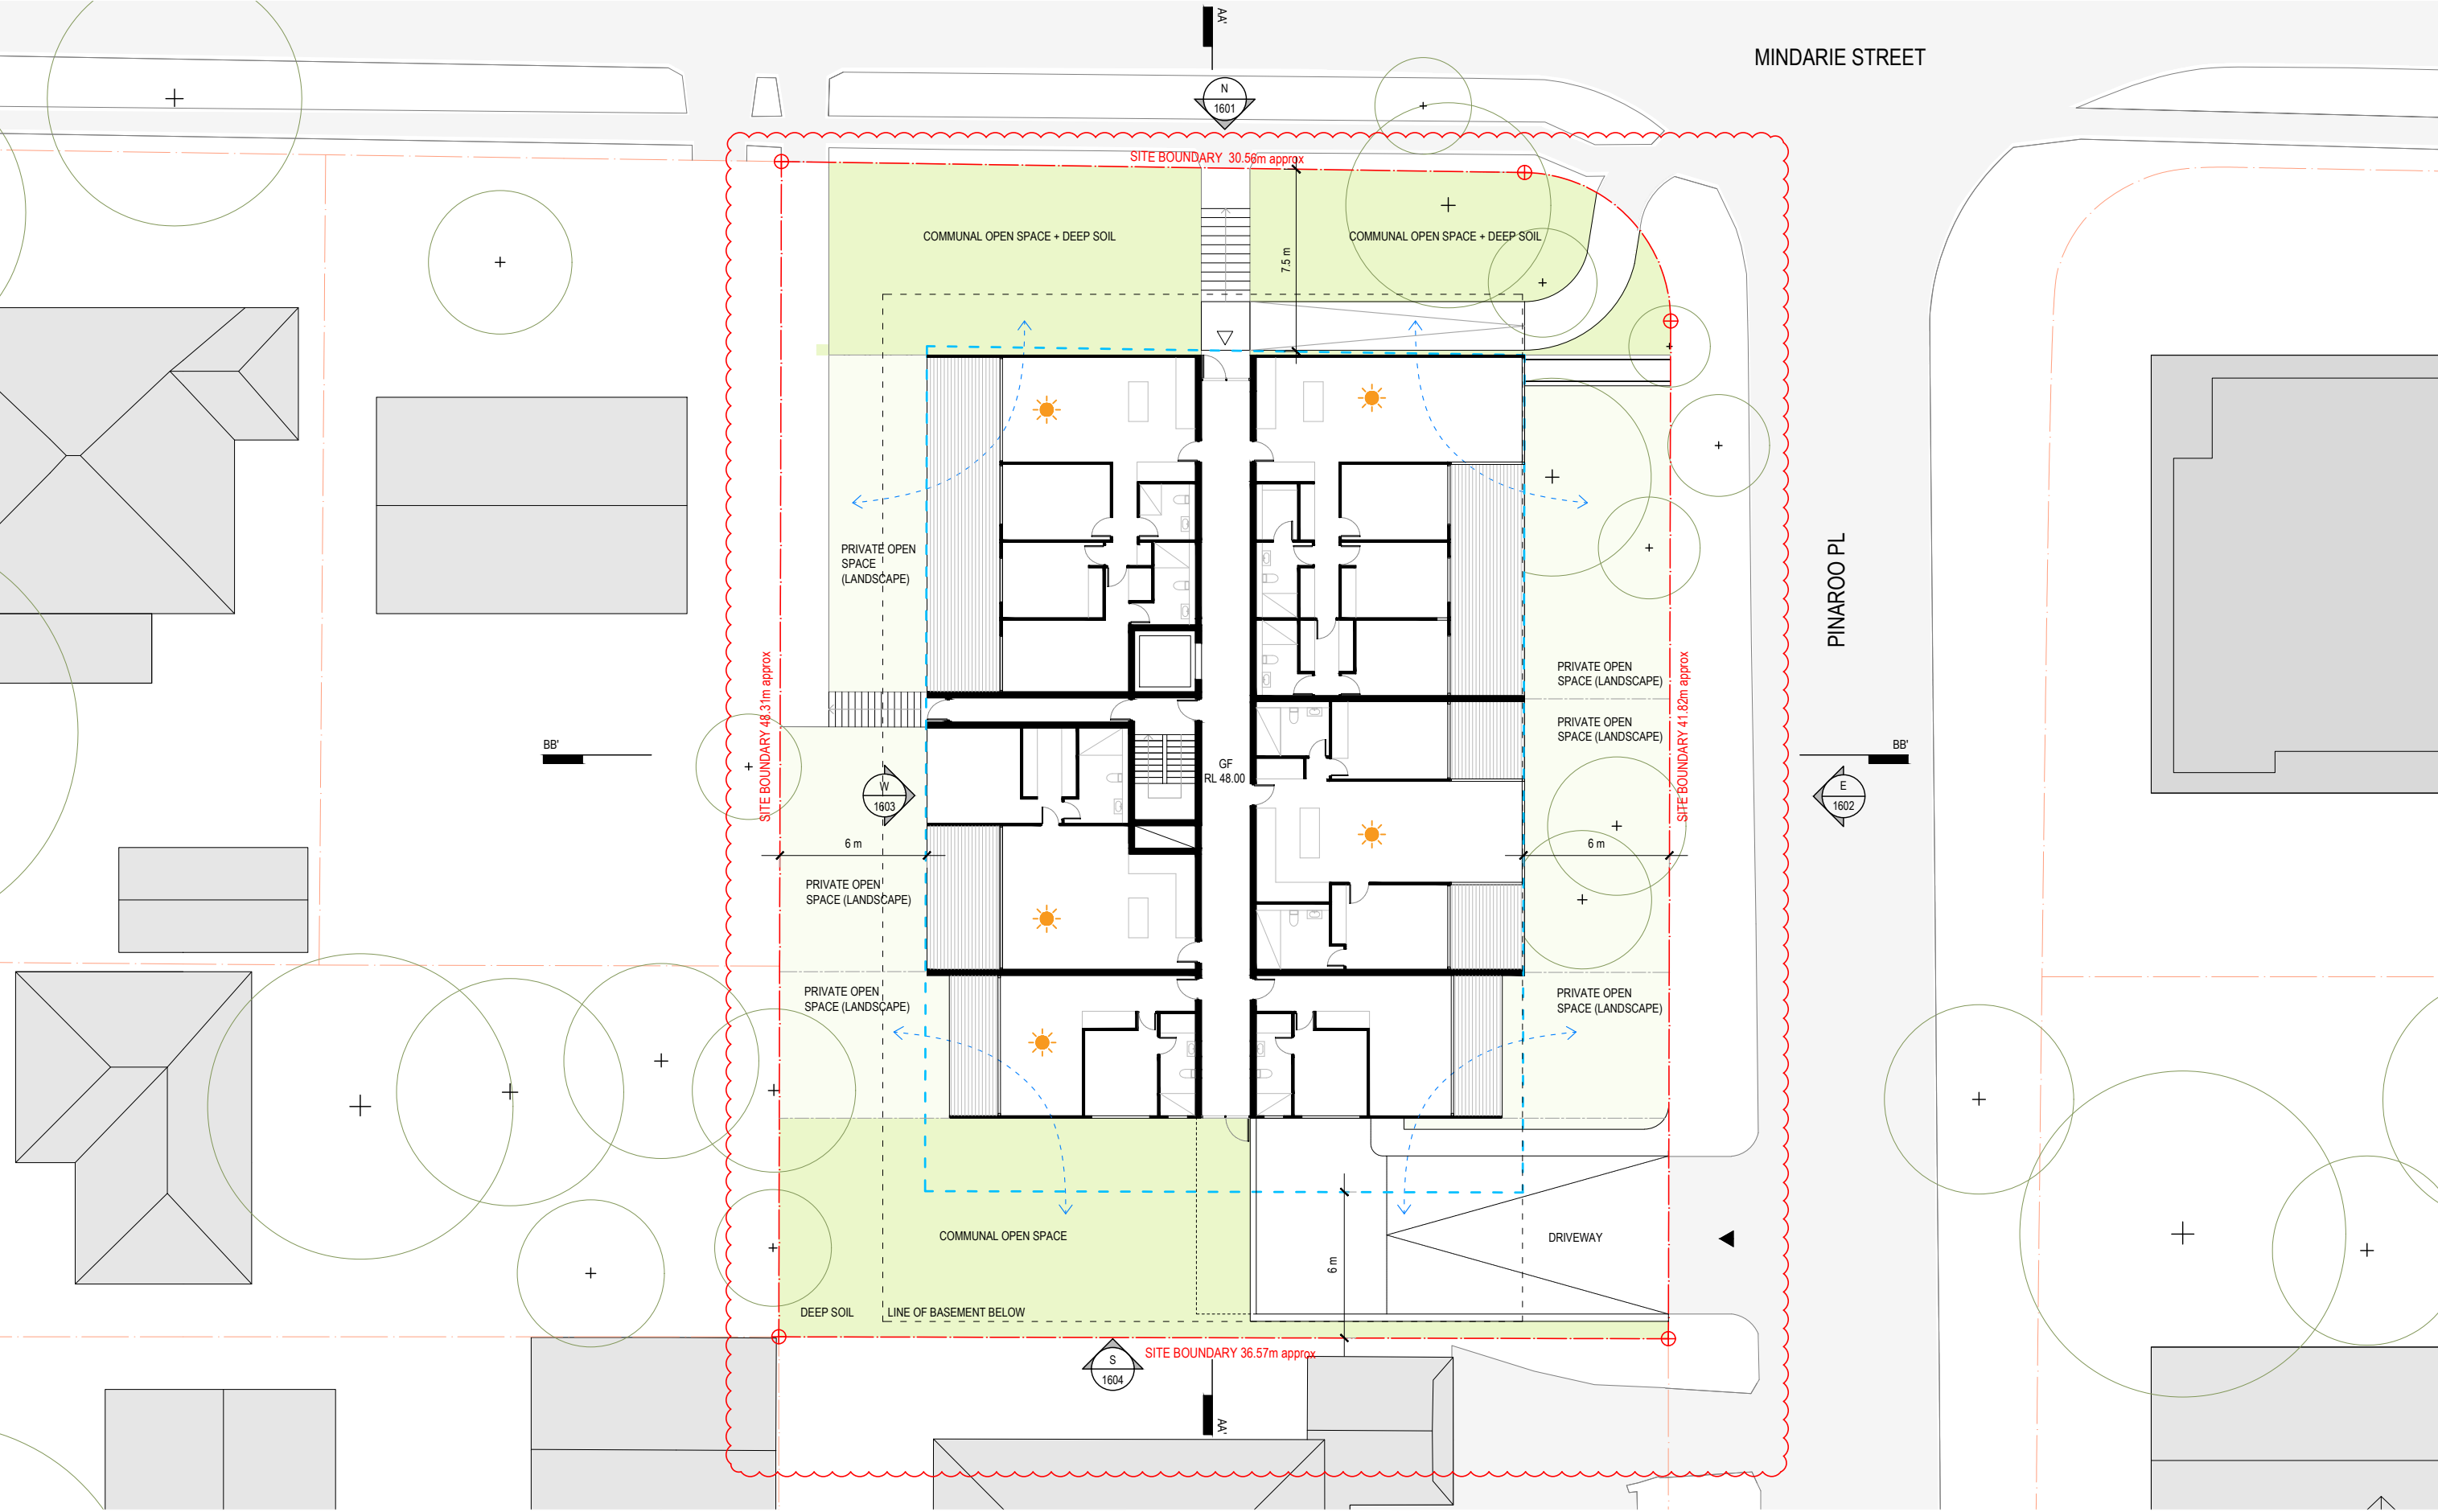 AA'
MINDARIE STREET
N
1601
SITE BOUNDARY 30.56m approx
COMMUNAL OPEN SPACE + DEEP SOIL
COMMUNAL OPEN SPACE + DEEP SOIL
7.5 m
PRIVATE OPEN
SPACE
(LANDSCAPE)
PINAROO PL
SITE BOUNDARY 48.31m approx
SITE BOUNDARY 41.82m approx
PRIVATE OPEN
SPACE (LANDSCAPE)
PRIVATE OPEN
SPACE (LANDSCAPE)
BB'
BB'
GF
RL 48.00
W
1603
E
1602
6 m
6 m
PRIVATE OPEN
SPACE (LANDSCAPE)
PRIVATE OPEN
SPACE (LANDSCAPE)
PRIVATE OPEN
SPACE (LANDSCAPE)
COMMUNAL OPEN SPACE
DRIVEWAY
6 m
DEEP SOIL
LINE OF BASEMENT BELOW
SITE BOUNDARY 36.57m approx
S
1604
AA'